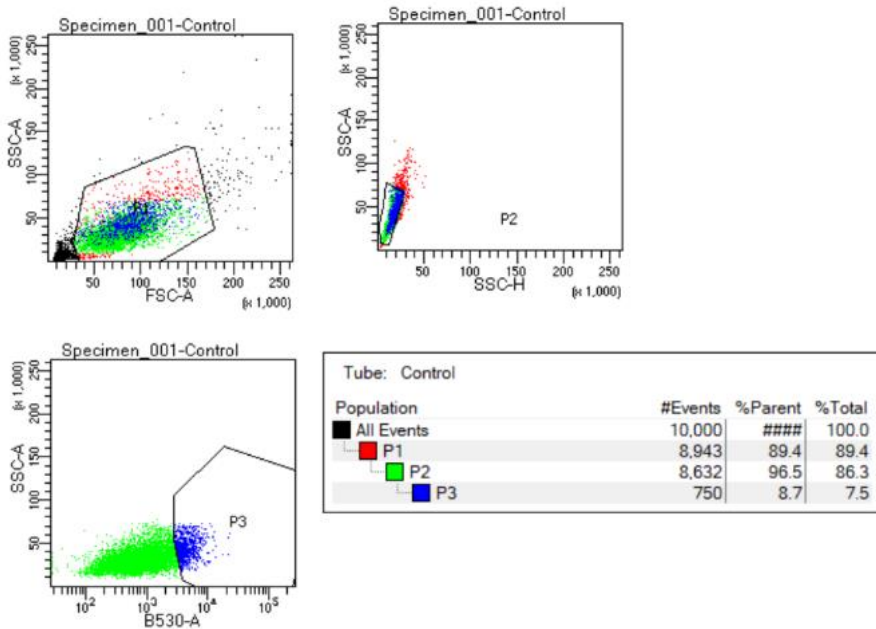 Specimen_001-Control
(x 1,000)
SSC-A
50 100 150 200 250
P1
50 100 150 200 250
FSC-A
(x 1,000)
Specimen_001-Control
(x 1,000)
SSC-A
50 100 150 200 250
P2
50 100 150 200 250
SSC-H
(x 1,000)
Specimen_001-Control
(x 1,000)
SSC-A
50 100 150 200 250
P3
10² 10³ 10⁴ 10⁵
B530-A
Tube: Control
Population #Events %Parent %Total
All Events 10,000 #### 100.0
P1 8,943 89.4 89.4
P2 8,632 96.5 86.3
P3 750 8.7 7.5